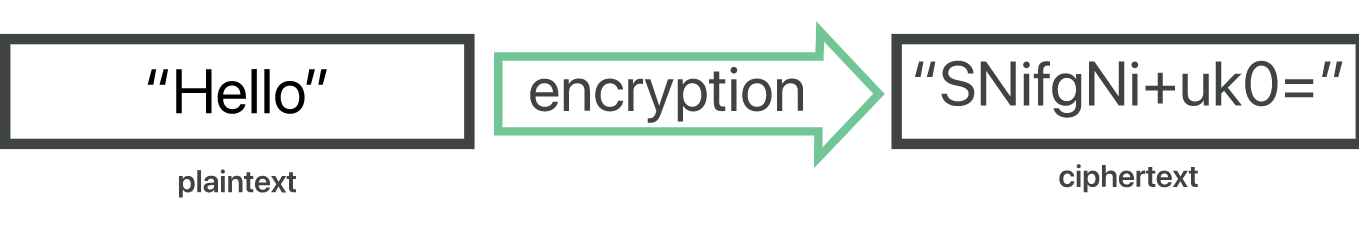 “Hello”
encryption
“SNifgNi+uk0=”
plaintext
ciphertext